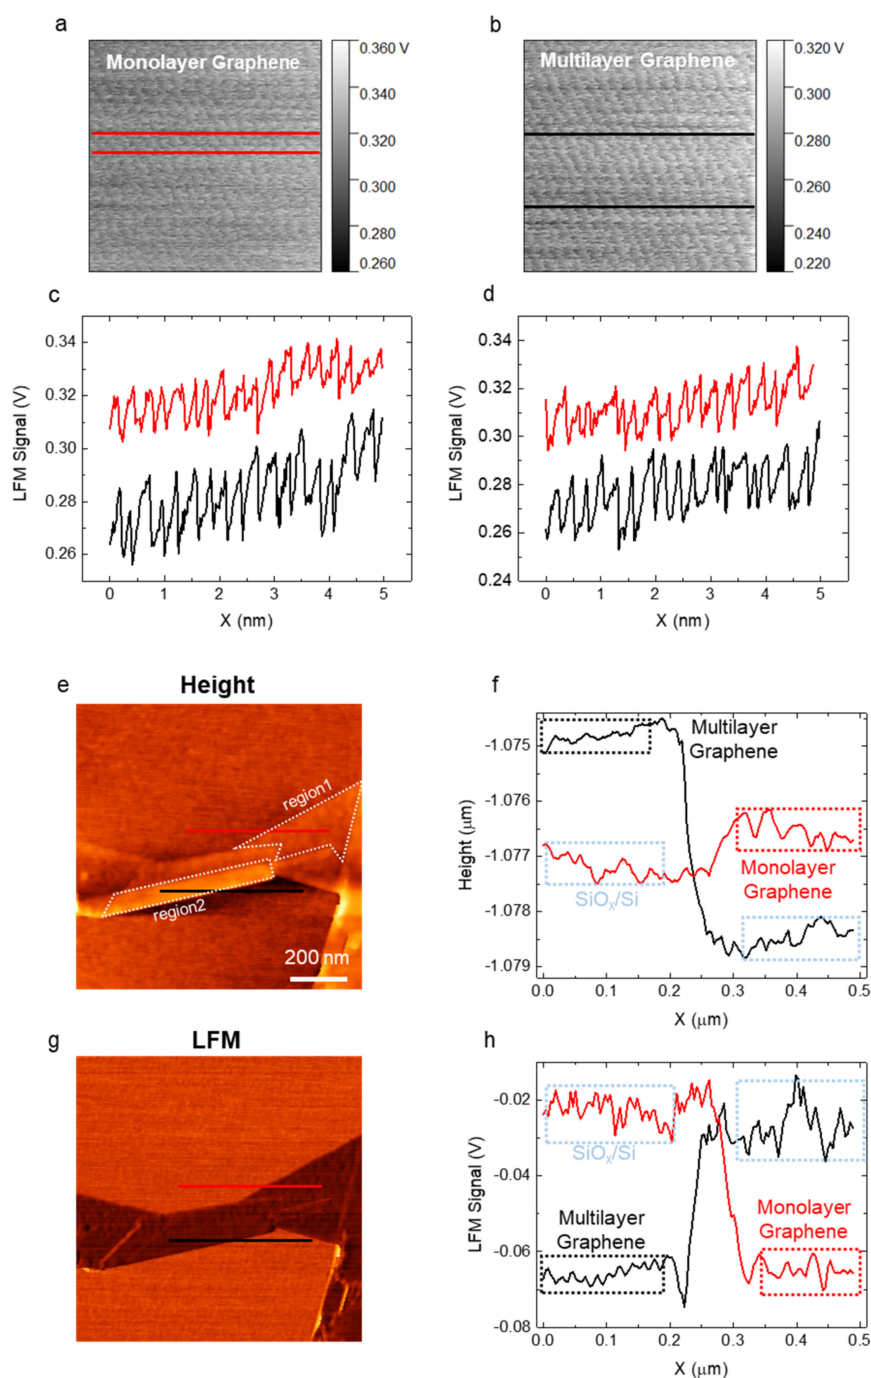 a
Monolayer Graphene
0.360 V
0.340
0.320
0.300
0.280
0.260
b
Multilayer Graphene
0.320 V
0.300
0.280
0.260
0.240
0.220
c
0.34
0.32
0.30
0.28
0.26
LFM Signal (V)
0 1 2 3 4 5
X (nm)
d
0.34
0.32
0.30
0.28
0.26
0.24
LFM Signal (V)
0 1 2 3 4 5
X (nm)
e
Height
region1
region2
200 nm
f
-1.075
-1.076
-1.077
-1.078
-1.079
Height (μm)
Multilayer
Graphene
Monolayer
Graphene
SiOₓ/Si
0.0 0.1 0.2 0.3 0.4 0.5
X (μm)
g
LFM
h
-0.02
-0.04
-0.06
-0.08
LFM Signal (V)
SiOₓ/Si
Multilayer
Graphene
Monolayer
Graphene
0.0 0.1 0.2 0.3 0.4 0.5
X (μm)